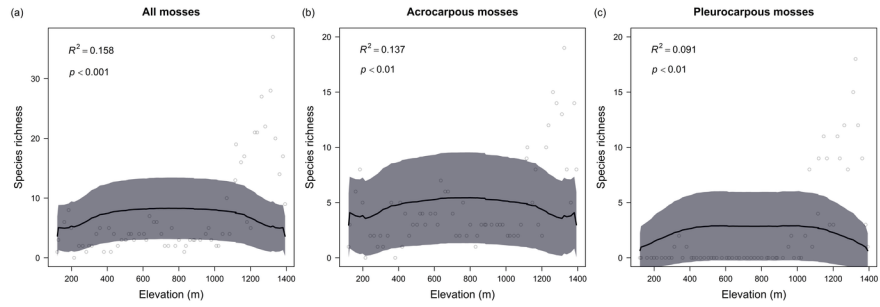 (a) All mosses
R² = 0.158
p < 0.001
Species richness
30
20
10
0
200 400 600 800 1000 1200 1400
Elevation (m)
(b) Acrocarpous mosses
R² = 0.137
p < 0.01
Species richness
20
15
10
5
0
200 400 600 800 1000 1200 1400
Elevation (m)
(c) Pleurocarpous mosses
R² = 0.091
p < 0.01
Species richness
20
15
10
5
0
200 400 600 800 1000 1200 1400
Elevation (m)